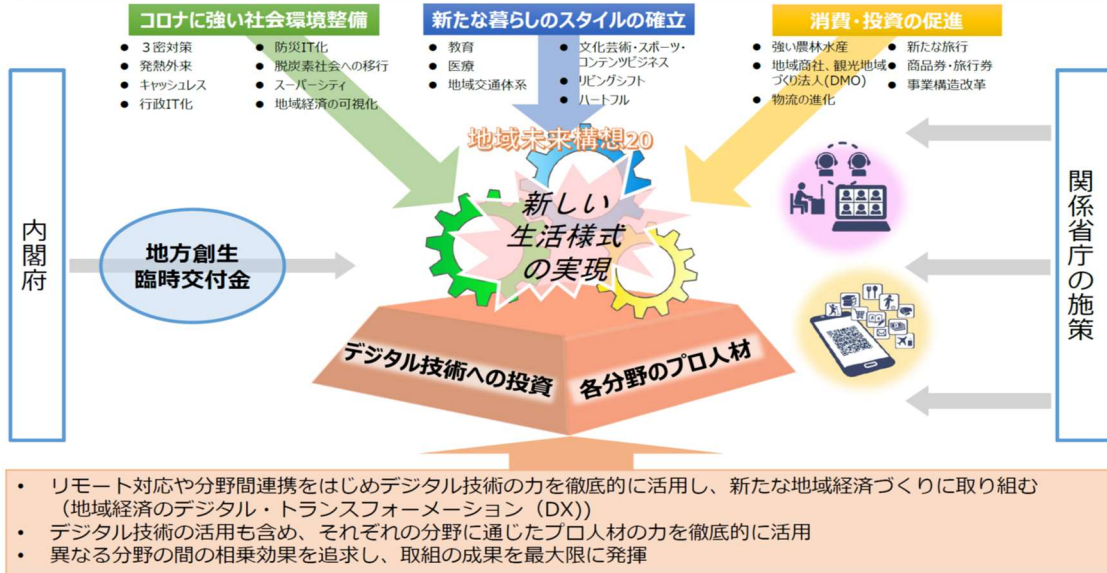 コロナに強い社会環境整備
● 3密対策
● 発熱外来
● キャッシュレス
● 行政IT化
● 防災IT化
● 脱炭素社会への移行
● スーパーシティ
● 地域経済の可視化
新たな暮らしのスタイルの確立
● 教育
● 医療
● 地域交通体系
● 文化芸術・スポーツ・
コンテンツビジネス
● リビングシフト
● ハートフル
消費・投資の促進
● 強い農林水産
● 地域商社、観光地域
づくり法人(DMO)
● 物流の進化
● 新たな旅行
● 商品券・旅行券
● 事業構造改革
地域未来構想20
内閣府
地方創生
臨時交付金
新しい
生活様式
の実現
関係省庁の施策
デジタル技術への投資
各分野のプロ人材
• リモート対応や分野間連携をはじめデジタル技術の力を徹底的に活用し、新たな地域経済づくりに取り組む
（地域経済のデジタル・トランスフォーメーション（DX))
• デジタル技術の活用も含め、それぞれの分野に通じたプロ人材の力を徹底的に活用
• 異なる分野の間の相乗効果を追求し、取組の成果を最大限に発揮